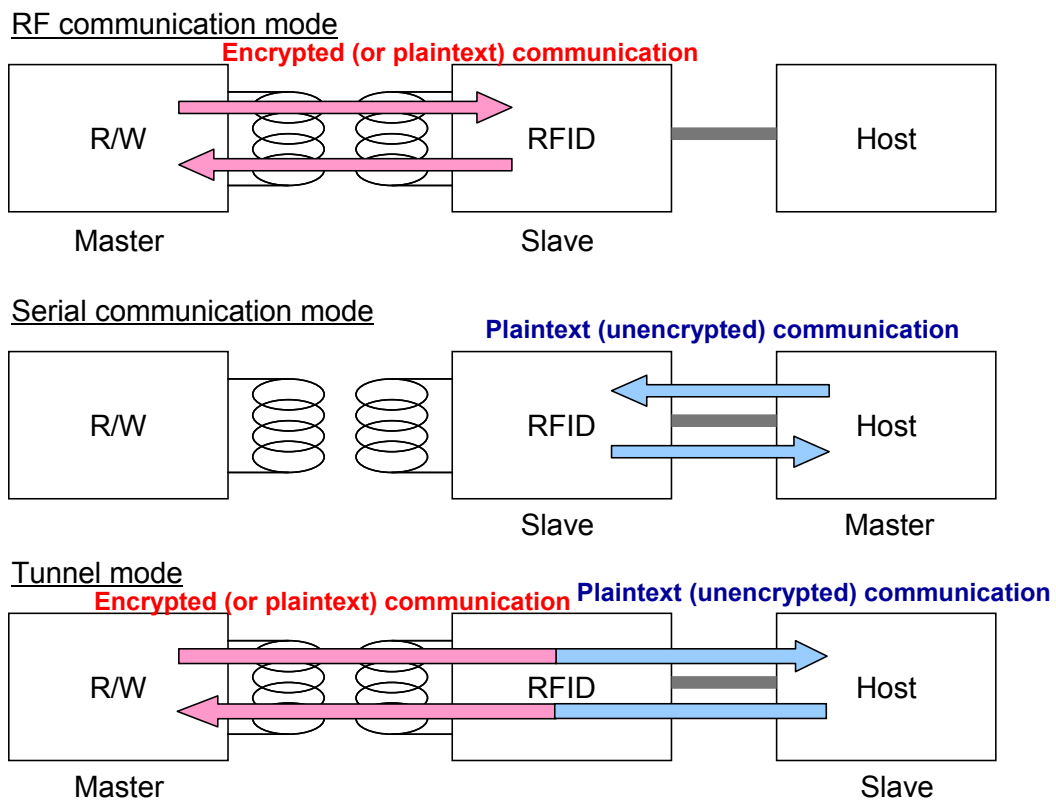 RF communication mode
Encrypted (or plaintext) communication
R/W
RFID
Host
Master
Slave
Serial communication mode
Plaintext (unencrypted) communication
R/W
RFID
Host
Slave
Master
Tunnel mode
Encrypted (or plaintext) communication
Plaintext (unencrypted) communication
R/W
RFID
Host
Master
Slave